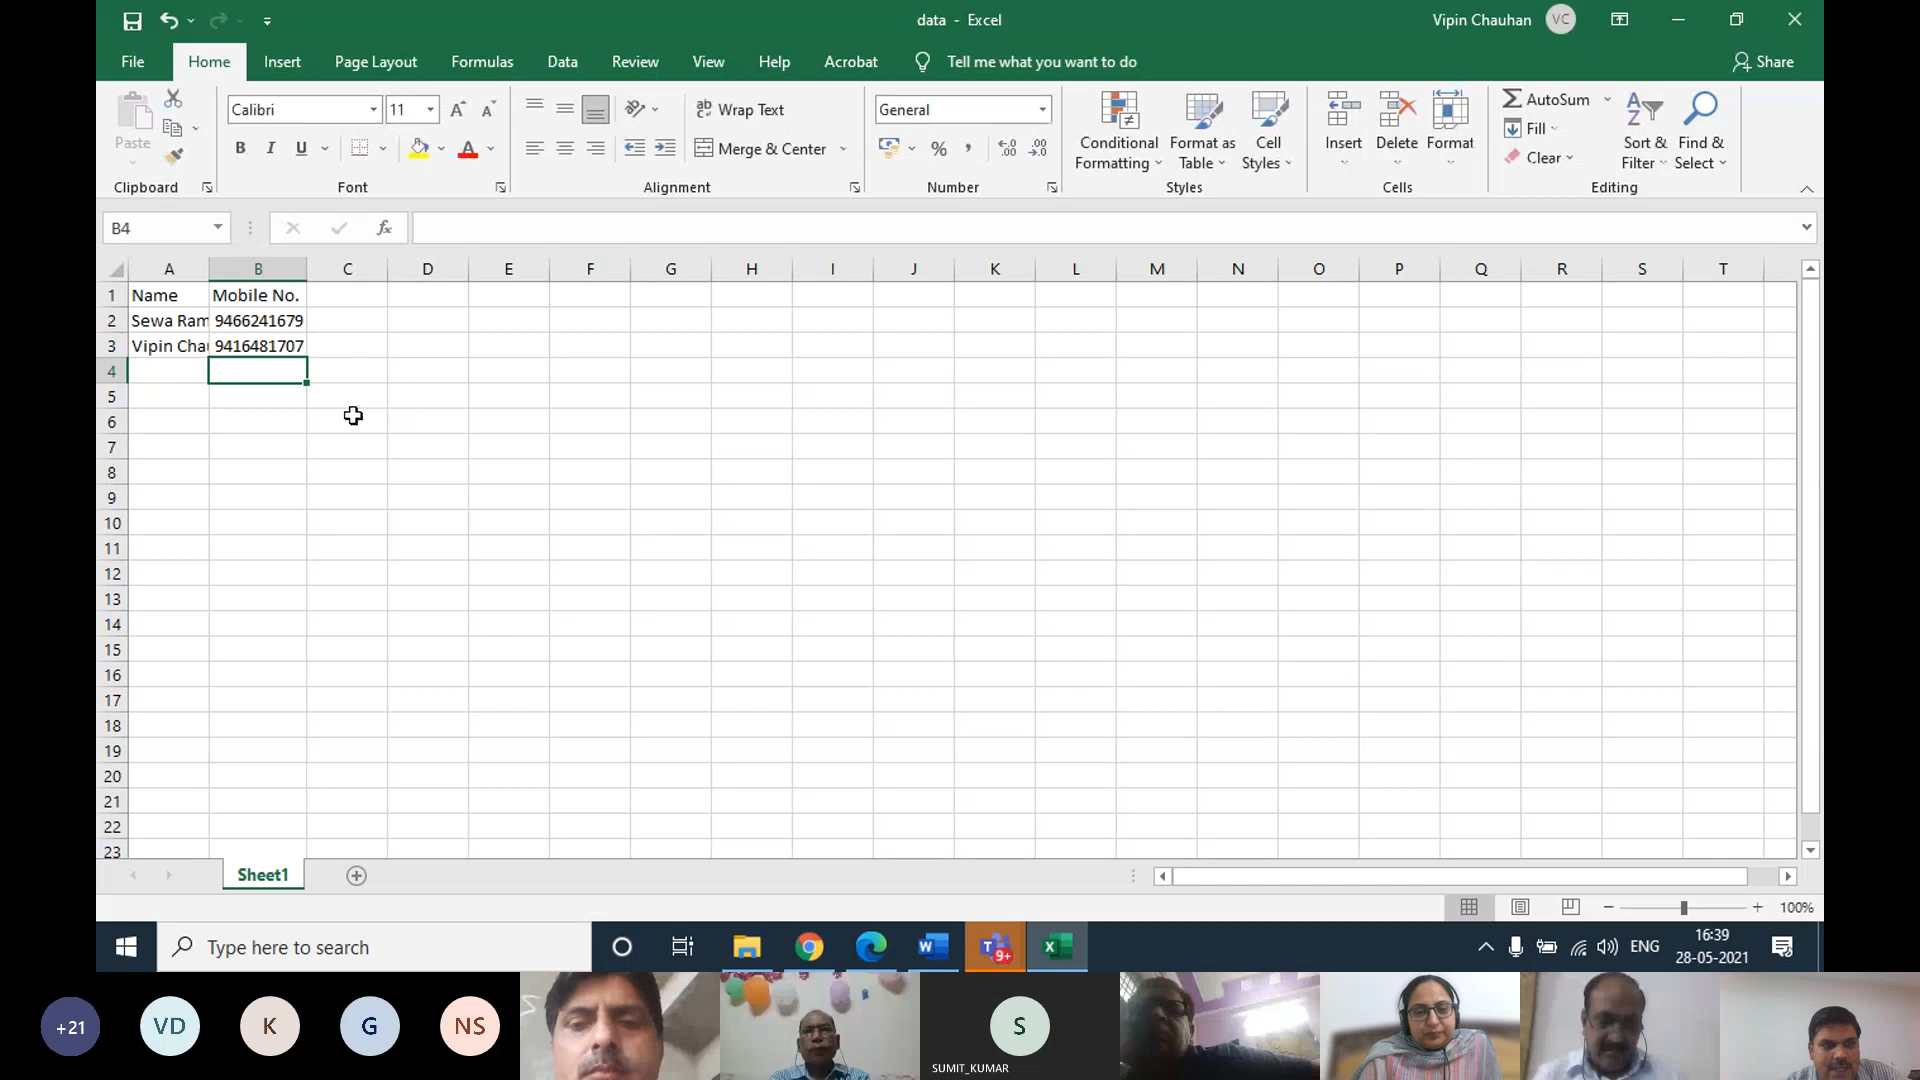 data - Excel
Vipin Chauhan VC
File Home Insert Page Layout Formulas Data Review View Help Acrobat Tell me what you want to do Share
Paste
Calibri 11
B I U
Wrap Text
Merge & Center
General
% ,
Conditional Formatting
Format as Table
Cell Styles
Insert Delete Format
AutoSum
Fill
Clear
Sort & Filter
Find & Select
Clipboard Font Alignment Number Styles Cells Editing
B4 fx
A B C D E F G H I J K L M N O P Q R S T
1 Name Mobile No.
2 Sewa Ram 9466241679
3 Vipin Cha 9416481707
4
5
6
7
8
9
10
11
12
13
14
15
16
17
18
19
20
21
22
23
Sheet1
100%
Type here to search
9+
ENG
16:39
28-05-2021
+21 VD K G NS S
SUMIT_KUMAR